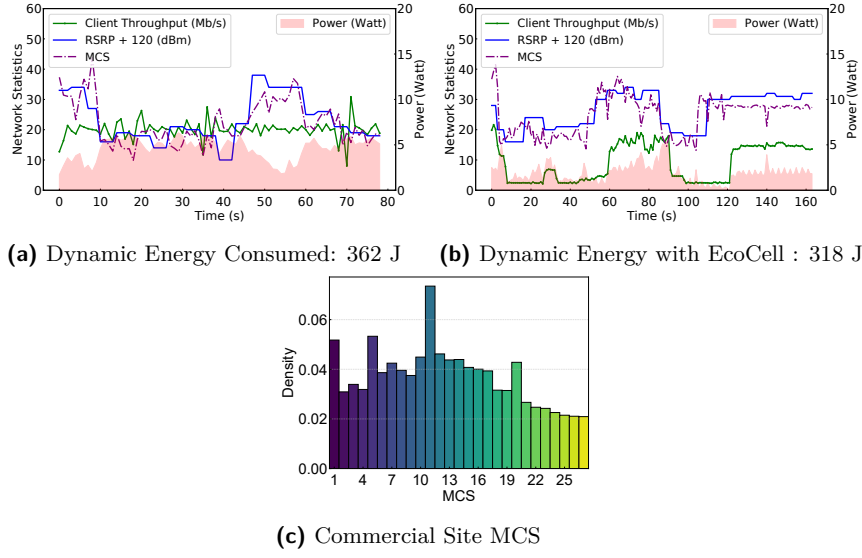 60
50
40
30
20
10
0
Network Statistics
Client Throughput (Mb/s)
RSRP + 120 (dBm)
MCS
Power (Watt)
20
15
10
5
0
Power (Watt)
0 10 20 30 40 50 60 70 80
Time (s)
(a) Dynamic Energy Consumed: 362 J
60
50
40
30
20
10
0
Network Statistics
Client Throughput (Mb/s)
RSRP + 120 (dBm)
MCS
Power (Watt)
20
15
10
5
0
Power (Watt)
0 20 40 60 80 100 120 140 160
Time (s)
(b) Dynamic Energy with EcoCell : 318 J
0.06
0.04
0.02
0.00
Density
1 4 7 10 13 16 19 22 25
MCS
(c) Commercial Site MCS